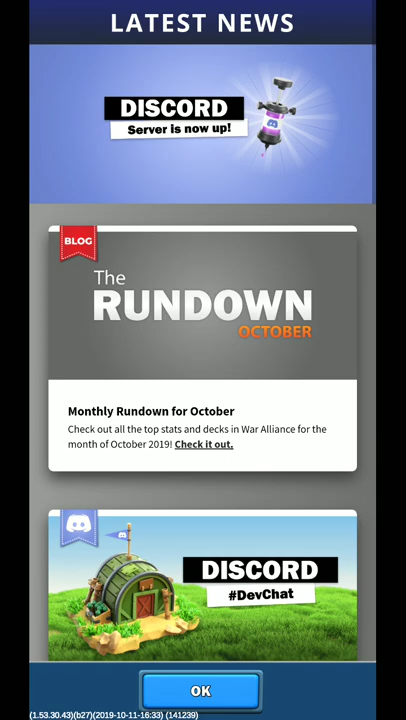 LATEST NEWS
DISCORD
Server is now up!
BLOG
The
RUNDOWN
OCTOBER
Monthly Rundown for October
Check out all the top stats and decks in War Alliance for the
month of October 2019! Check it out.
DISCORD
#DevChat
OK
(1.53.30.43)(b27)(2019-10-11-16:33) (141239)